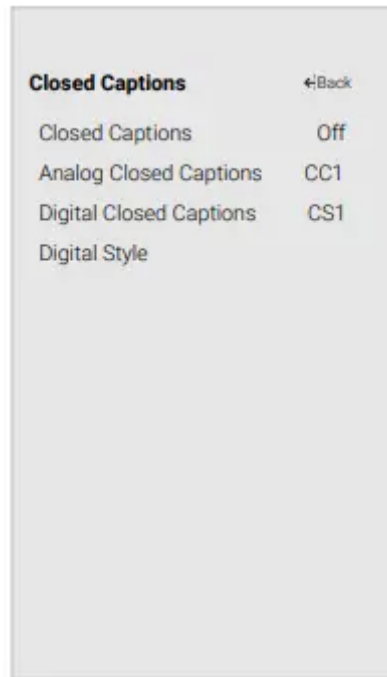 Closed Captions Back
Closed Captions Off
Analog Closed Captions CC1
Digital Closed Captions CS1
Digital Style